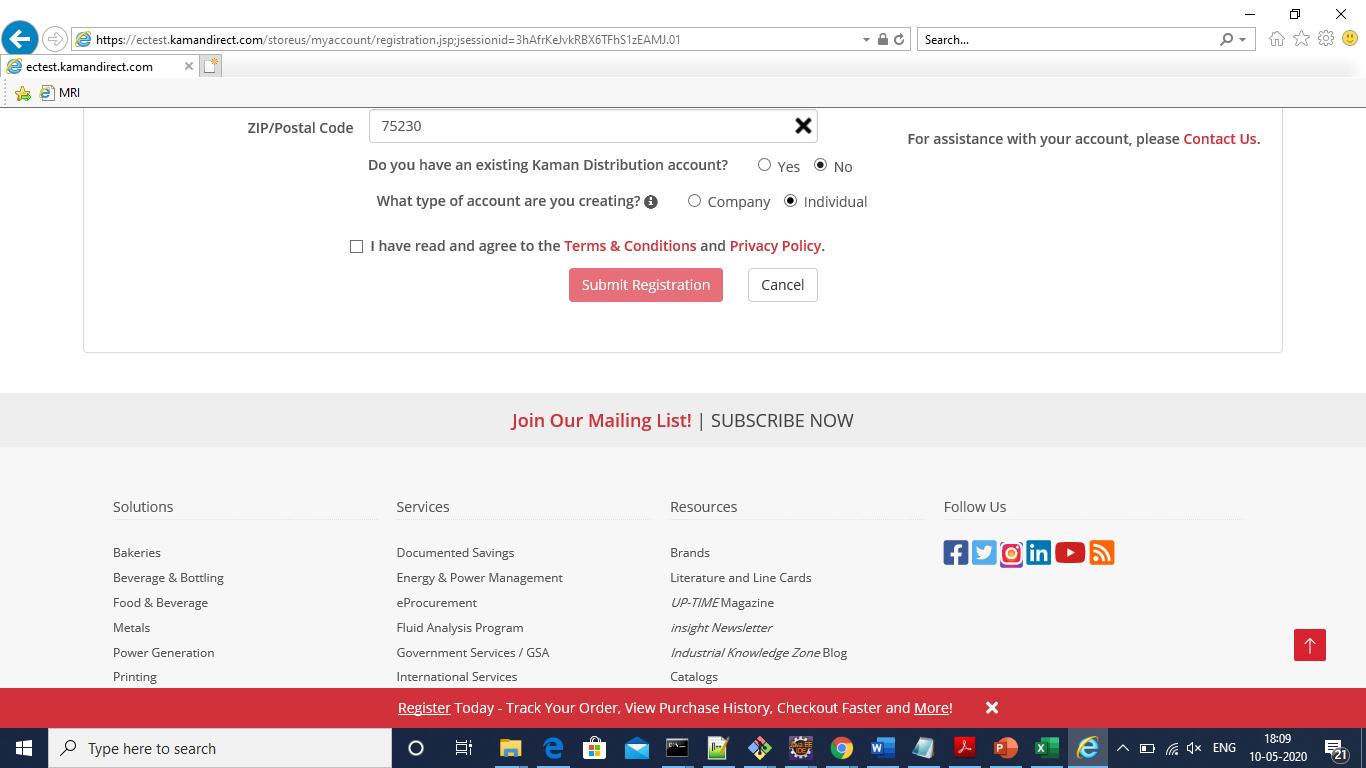 https://ectest.kamandirect.com/storeus/myaccount/registration.jsp;jsessionid=3hAfrKeJvkRBX6TFhS1zEAMJ.01
Search...
ectest.kamandirect.com
MRI
ZIP/Postal Code
75230
For assistance with your account, please Contact Us.
Do you have an existing Kaman Distribution account? Yes No
What type of account are you creating? Company Individual
I have read and agree to the Terms & Conditions and Privacy Policy.
Submit Registration Cancel
Join Our Mailing List! | SUBSCRIBE NOW
Solutions
Bakeries
Beverage & Bottling
Food & Beverage
Metals
Power Generation
Printing
Services
Documented Savings
Energy & Power Management
eProcurement
Fluid Analysis Program
Government Services / GSA
International Services
Resources
Brands
Literature and Line Cards
UP-TIME Magazine
insight Newsletter
Industrial Knowledge Zone Blog
Catalogs
Follow Us
Register Today - Track Your Order, View Purchase History, Checkout Faster and More!
Type here to search
ENG
18:09
10-05-2020
21